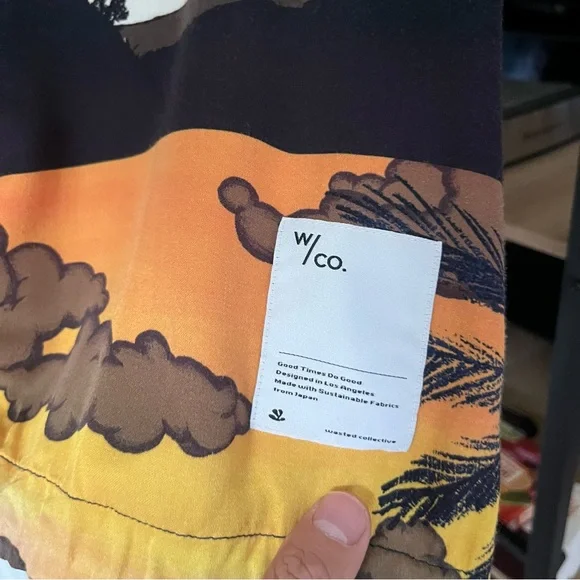 W/
co.
Good Times Do Good
Designed in Los Angeles
Made with Sustainable Fabrics
from Japan
wasted collective